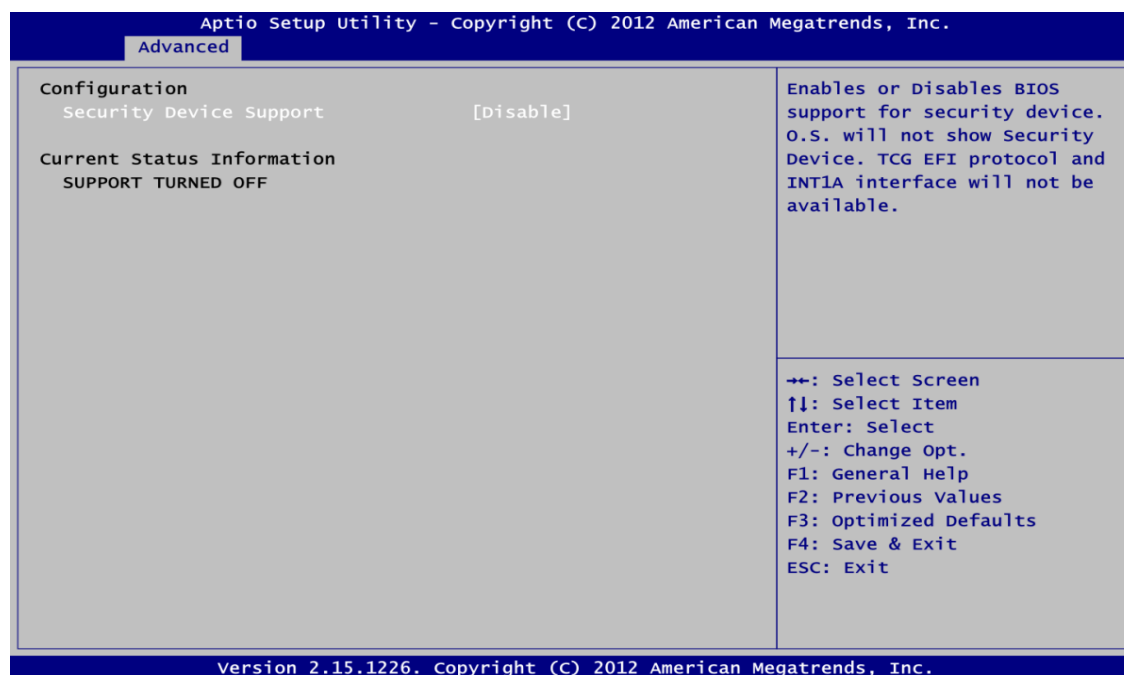 Aptio Setup Utility – Copyright (C) 2012 American Megatrends, Inc.
Advanced
Configuration
Security Device Support [Disable]
Current Status Information
SUPPORT TURNED OFF
Enables or Disables BIOS
support for security device.
O.S. will not show Security
Device. TCG EFI protocol and
INT1A interface will not be
available.
→←: Select Screen
↑↓: Select Item
Enter: Select
+/-: Change Opt.
F1: General Help
F2: Previous Values
F3: Optimized Defaults
F4: Save & Exit
ESC: Exit
Version 2.15.1226. Copyright (C) 2012 American Megatrends, Inc.